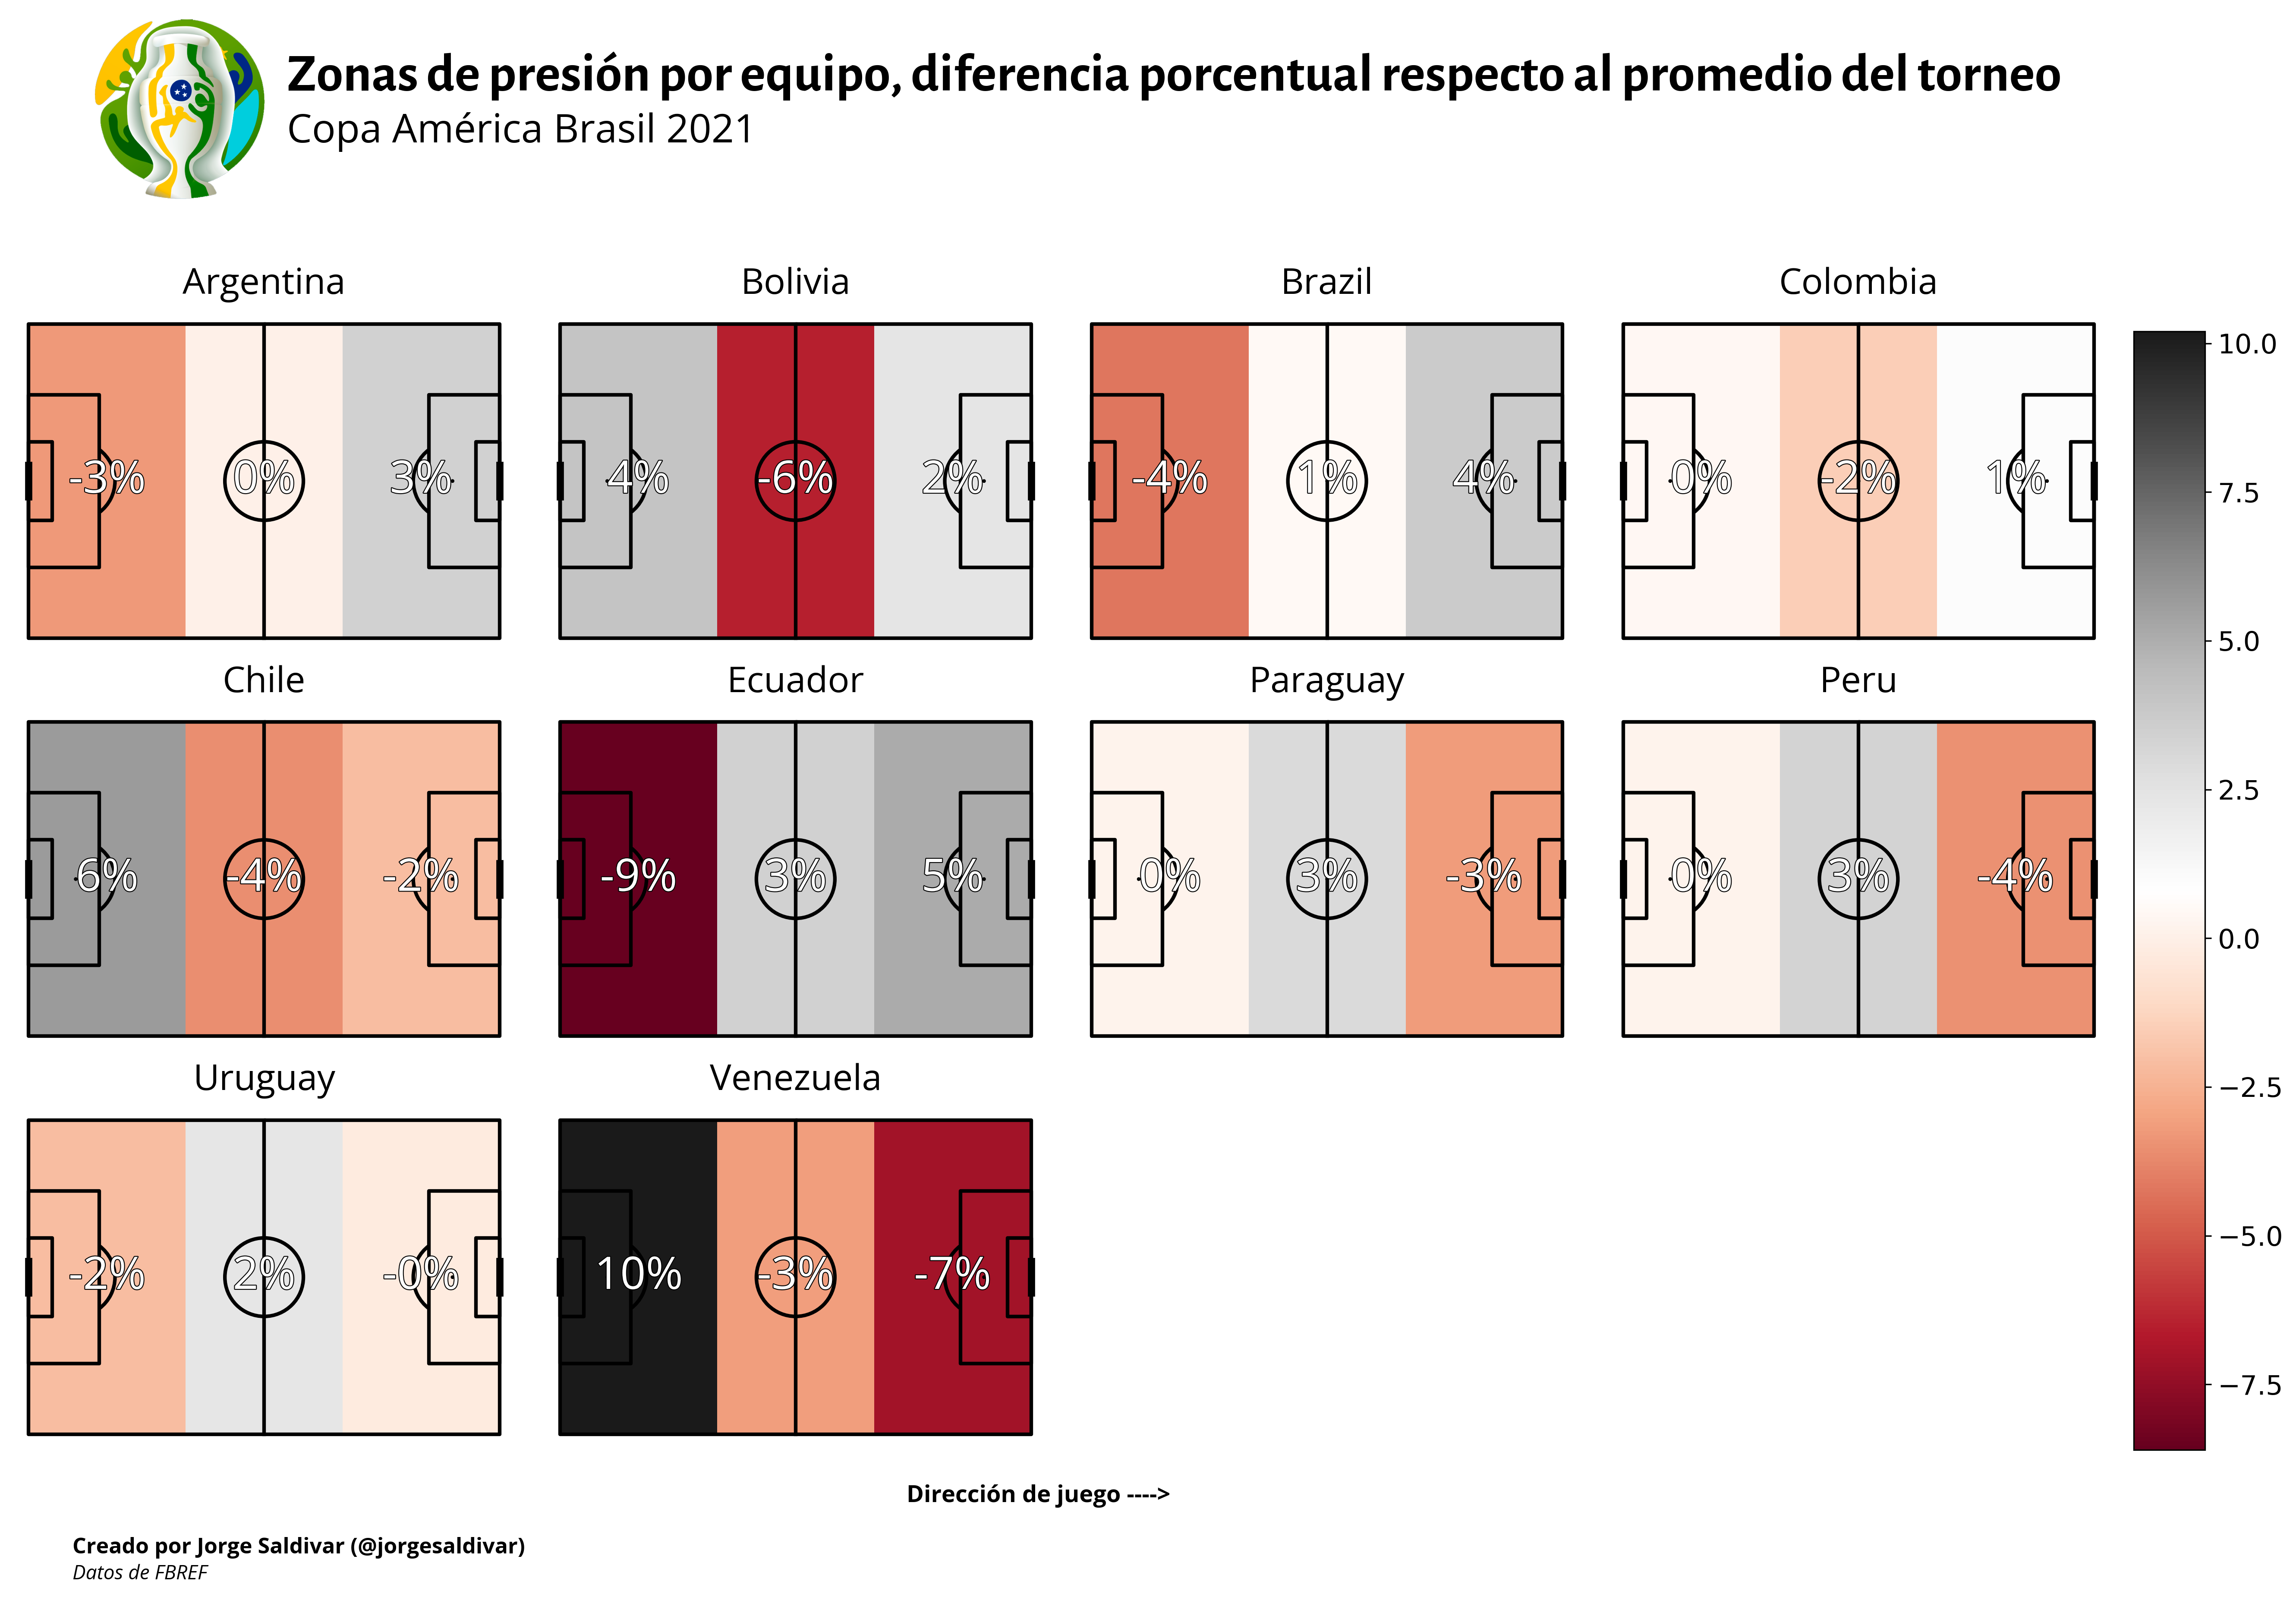 Zonas de presión por equipo, diferencia porcentual respecto al promedio del torneo
Copa América Brasil 2021
Argentina
-3% 0% 3%
Bolivia
4% -6% 2%
Brazil
-4% 1% 4%
Colombia
0% -2% 1%
Chile
6% -4% -2%
Ecuador
-9% 3% 5%
Paraguay
0% 3% -3%
Peru
0% 3% -4%
Uruguay
-2% 2% -0%
Venezuela
10% -3% -7%
10.0
7.5
5.0
2.5
0.0
−2.5
−5.0
−7.5
Dirección de juego ---->
Creado por Jorge Saldivar (@jorgesaldivar)
Datos de FBREF